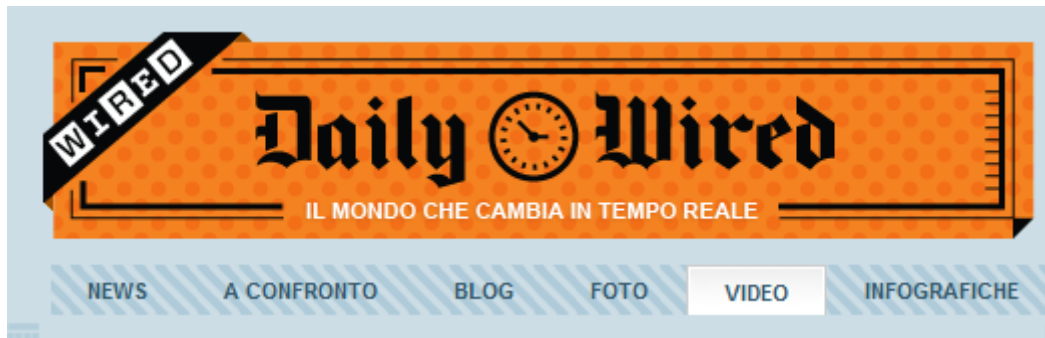 WIRED
Daily Wired
IL MONDO CHE CAMBIA IN TEMPO REALE
NEWS A CONFRONTO BLOG FOTO VIDEO INFOGRAFICHE